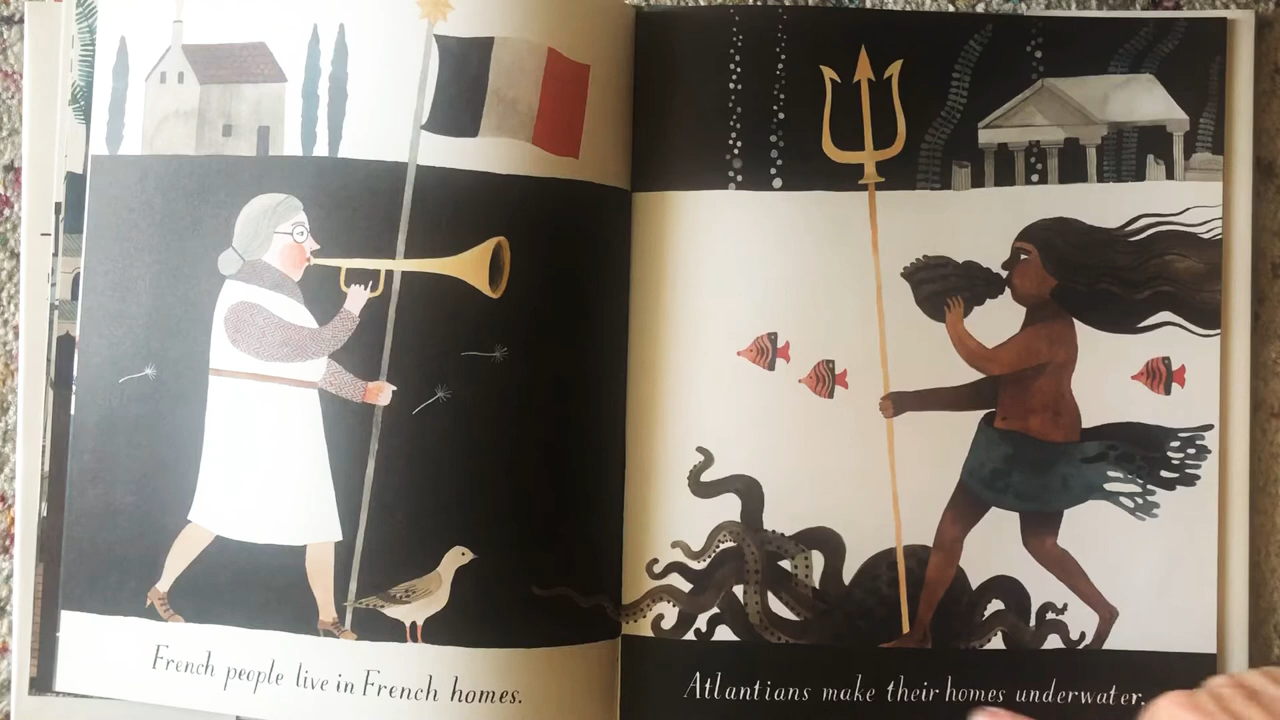 French people live in French homes.
Atlantians make their homes underwater.